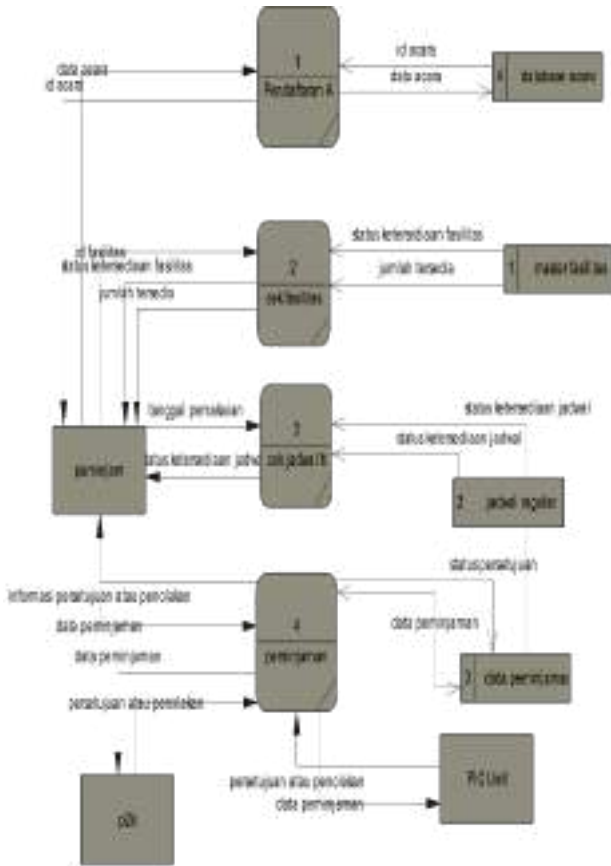 1
Pendaftaran A
data acara
id acara
id acara
data acara
4 database acara
id fasilitas
status ketersediaan fasilitas
jumlah tersedia
2
cek fasilitas
status ketersediaan fasilitas
jumlah tersedia
1 master fasilitas
tanggal pemakaian
status ketersediaan jadwal
3
cek jadwal
status ketersediaan jadwal
status ketersediaan jadwal
peminjam
2 jadwal reguler
status persetujuan
informasi persetujuan atau penolakan
data peminjaman
data peminjaman
persetujuan atau penolakan
4
peminjaman
data peminjaman
3 data peminjaman
persetujuan atau penolakan
data peminjaman
PIC Unit